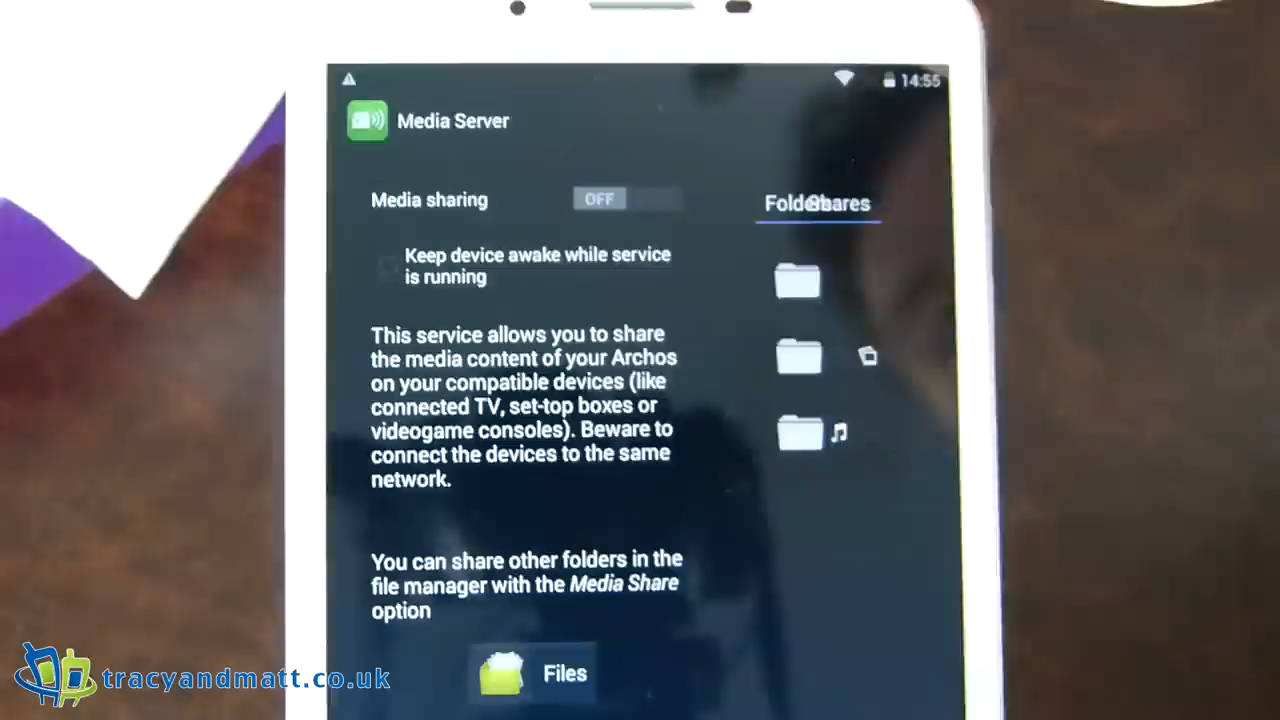 14:55
Media Server
Media sharing
OFF
Folders
Shares
Keep device awake while service
is running
This service allows you to share
the media content of your Archos
on your compatible devices (like
connected TV, set-top boxes or
videogame consoles). Beware to
connect the devices to the same
network.
You can share other folders in the
file manager with the Media Share
option
Files
tracyandmatt.co.uk